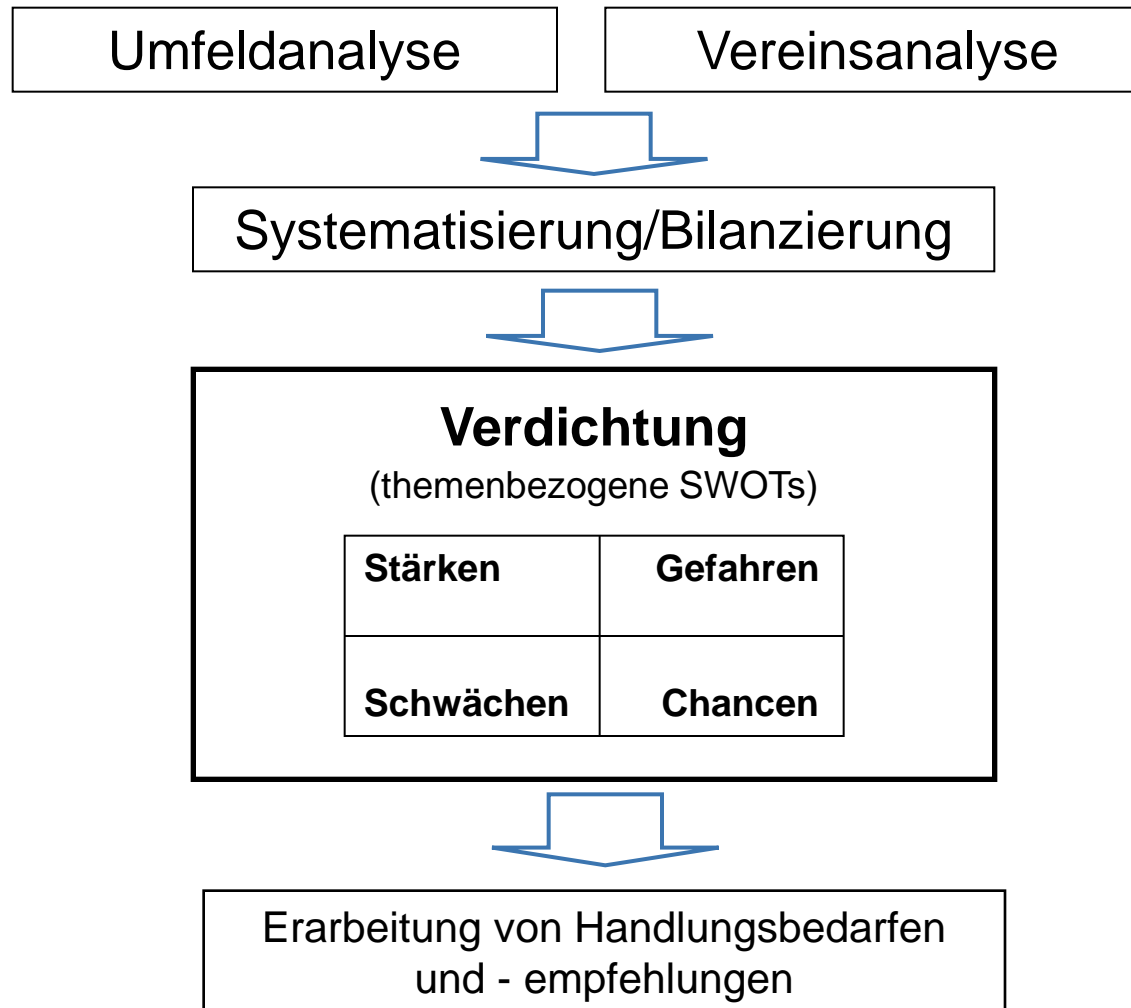 Umfeldanalyse
Vereinsanalyse
Systematisierung/Bilanzierung
Verdichtung
(themenbezogene SWOTs)
Stärken
Gefahren
Schwächen
Chancen
Erarbeitung von Handlungsbedarfen
und - empfehlungen